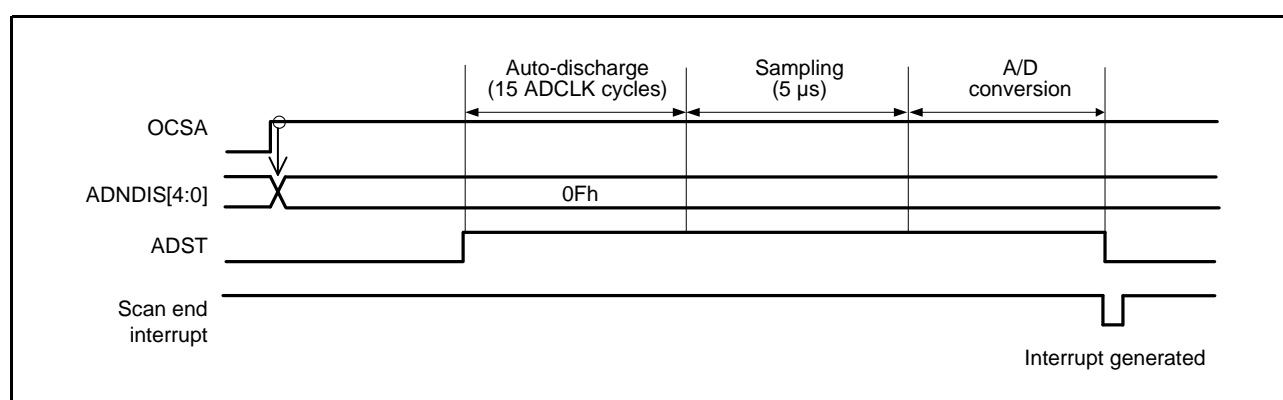 Auto-discharge
(15 ADCLK cycles)
Sampling
(5 µs)
A/D
conversion
OCSA
ADNDIS[4:0]
0Fh
ADST
Scan end
interrupt
Interrupt generated